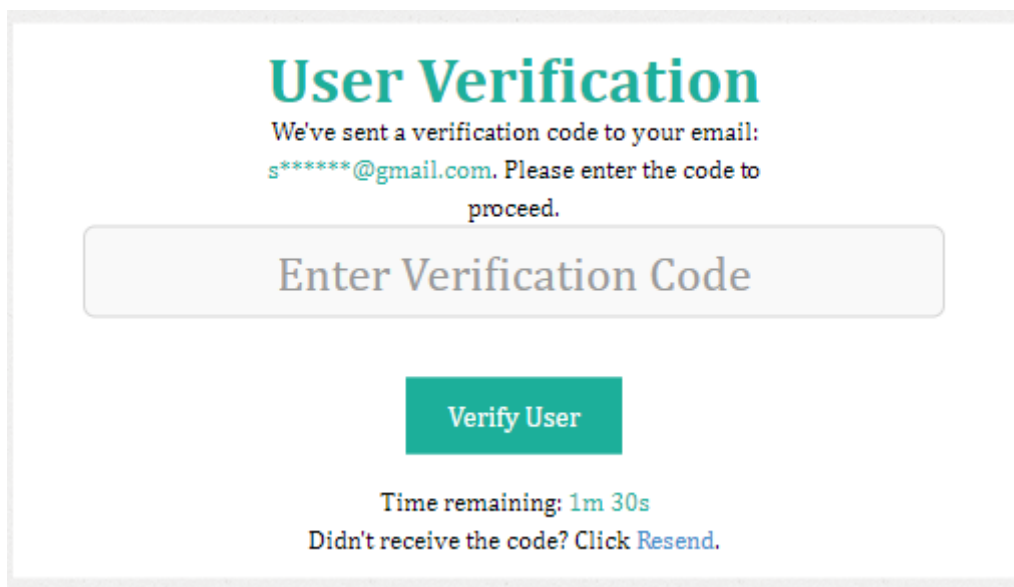 User Verification
We've sent a verification code to your email:
s******@gmail.com. Please enter the code to
proceed.
Enter Verification Code
Verify User
Time remaining: 1m 30s
Didn't receive the code? Click Resend.